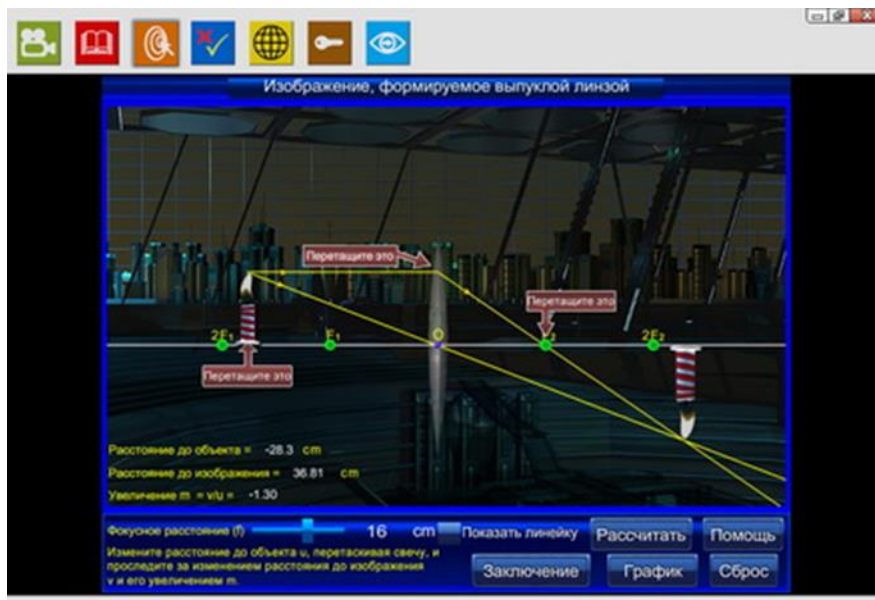 Изображение, формируемое выпуклой линзой
Перетащите это
Перетащите это
2F₁
F₁
O
2F₂
Перетащите это
Расстояние до объекта = -28.3 cm
Расстояние до изображения = 36.81 cm
Увеличение m = v/u = -1.30
Фокусное расстояние (f) 16 cm Показать линейку Рассчитать Помощь
Измените расстояние до объекта u, перетаскивая свечу, и
проследите за изменением расстояния до изображения
v и его увеличением m.
Заключение График Сброс